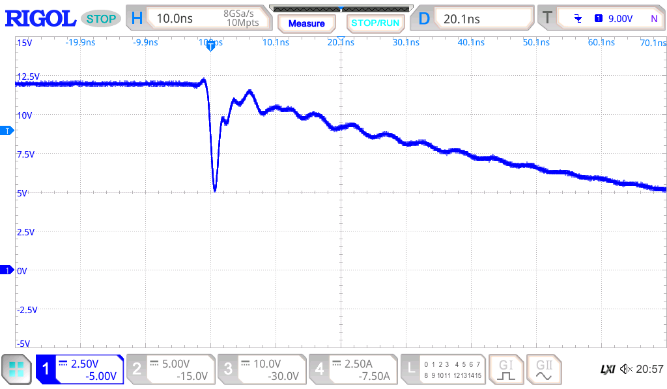 RIGOL STOP H 10.0ns 8GSa/s 10Mpts Measure STOP/RUN D 20.1ns T 1 9.00V N
15V -19.9ns -9.9ns 10.1ns 20.1ns 30.1ns 40.1ns 50.1ns 60.1ns 70.1ns
T
12.5V
10V
T
7.5V
5V
2.5V
1 0V
-2.5V
-5V
1 2.50V -5.00V 2 5.00V -15.0V 3 10.0V -30.0V 4 2.50A -7.50A L 0 1 2 3 4 5 6 7 8 9 10 11 12 13 14 15 GI GII LXI 20:57